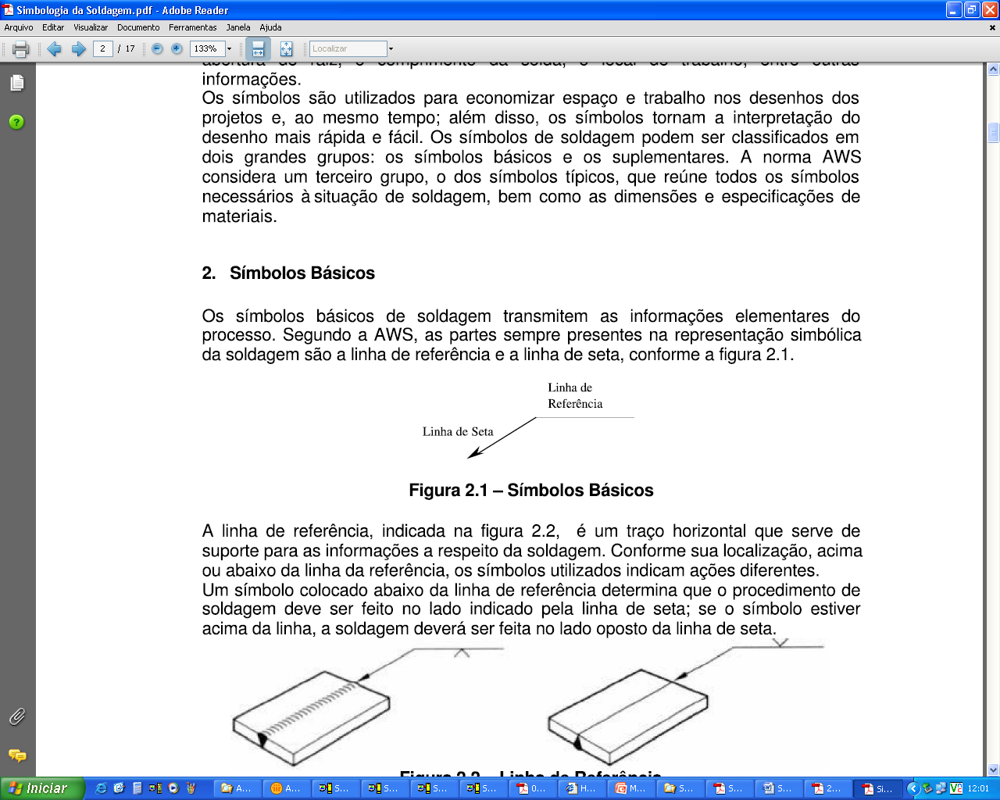 Simbologia da Soldagem.pdf - Adobe Reader
Arquivo Editar Visualizar Documento Ferramentas Janela Ajuda
2 / 17 133% Localizar
abertura de raiz, o comprimento da solda, o local de trabalho, entre outras
informações.
Os símbolos são utilizados para economizar espaço e trabalho nos desenhos dos
projetos e, ao mesmo tempo; além disso, os símbolos tornam a interpretação do
desenho mais rápida e fácil. Os símbolos de soldagem podem ser classificados em
dois grandes grupos: os símbolos básicos e os suplementares. A norma AWS
considera um terceiro grupo, o dos símbolos típicos, que reúne todos os símbolos
necessários à situação de soldagem, bem como as dimensões e especificações de
materiais.
2. Símbolos Básicos
Os símbolos básicos de soldagem transmitem as informações elementares do
processo. Segundo a AWS, as partes sempre presentes na representação simbólica
da soldagem são a linha de referência e a linha de seta, conforme a figura 2.1.
Linha de
Referência
Linha de Seta
Figura 2.1 – Símbolos Básicos
A linha de referência, indicada na figura 2.2, é um traço horizontal que serve de
suporte para as informações a respeito da soldagem. Conforme sua localização, acima
ou abaixo da linha da referência, os símbolos utilizados indicam ações diferentes.
Um símbolo colocado abaixo da linha de referência determina que o procedimento de
soldagem deve ser feito no lado indicado pela linha de seta; se o símbolo estiver
acima da linha, a soldagem deverá ser feita no lado oposto da linha de seta.
Figura 2.2 – Linha de Referência
Iniciar A... A... S... S... S... S... 0... H... M... S... S... S... 2... Si... 12:01